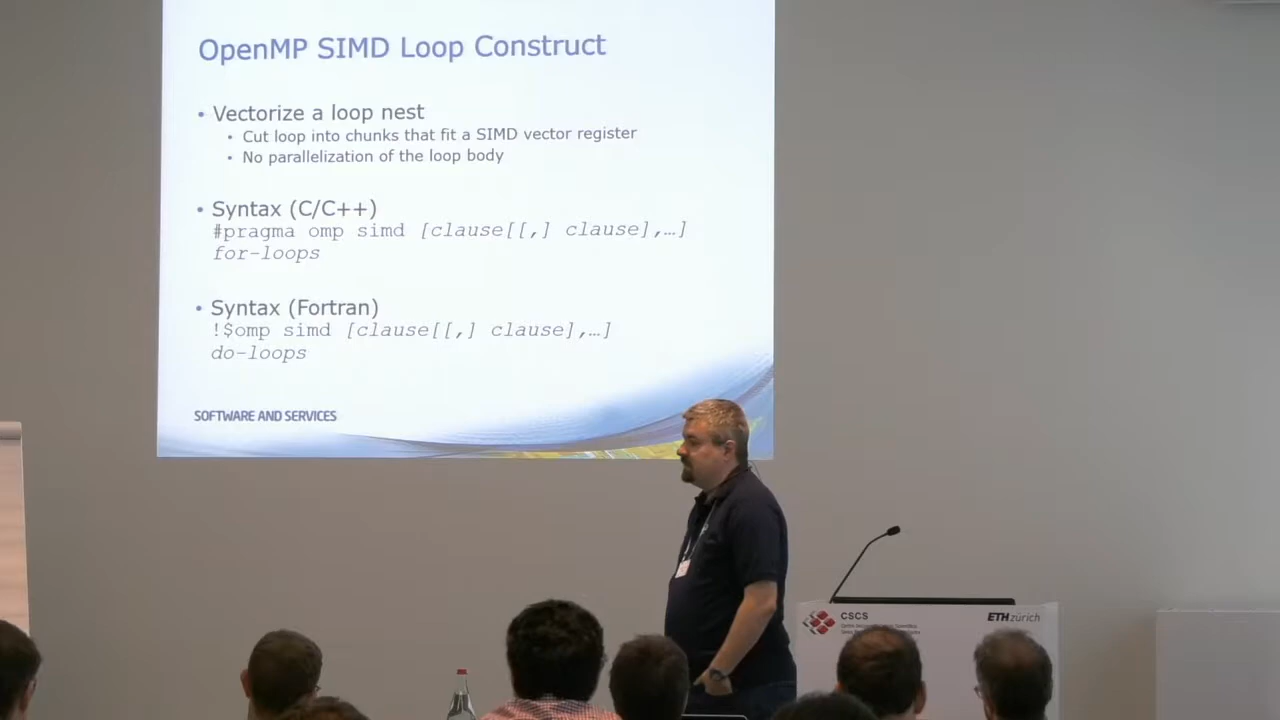 OpenMP SIMD Loop Construct
• Vectorize a loop nest
• Cut loop into chunks that fit a SIMD vector register
• No parallelization of the loop body
• Syntax (C/C++)
#pragma omp simd [clause[[,] clause],…]
for-loops
• Syntax (Fortran)
!$omp simd [clause[[,] clause],…]
do-loops
SOFTWARE AND SERVICES
CSCS
ETHzürich